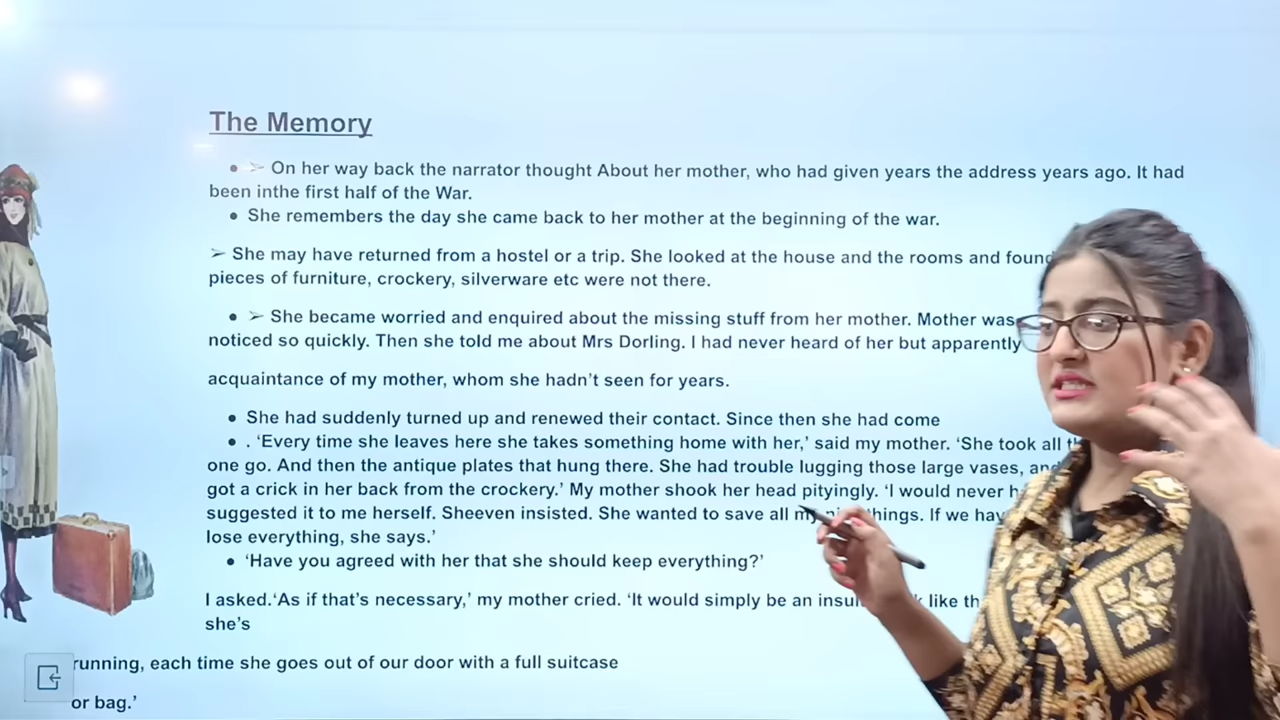 The Memory
• ➢ On her way back the narrator thought About her mother, who had given years the address years ago. It had
been inthe first half of the War.
• She remembers the day she came back to her mother at the beginning of the war.
➢ She may have returned from a hostel or a trip. She looked at the house and the rooms and found
pieces of furniture, crockery, silverware etc were not there.
• ➢ She became worried and enquired about the missing stuff from her mother. Mother was
noticed so quickly. Then she told me about Mrs Dorling. I had never heard of her but apparently
acquaintance of my mother, whom she hadn’t seen for years.
• She had suddenly turned up and renewed their contact. Since then she had come
• . ‘Every time she leaves here she takes something home with her,’ said my mother. ‘She took all
one go. And then the antique plates that hung there. She had trouble lugging those large vases, and
got a crick in her back from the crockery.’ My mother shook her head pityingly. ‘I would never
suggested it to me herself. Sheeven insisted. She wanted to save all my things. If we
lose everything, she says.’
• ‘Have you agreed with her that she should keep everything?’
I asked.‘As if that’s necessary,’ my mother cried. ‘It would simply be an like
she’s
running, each time she goes out of our door with a full suitcase
or bag.’